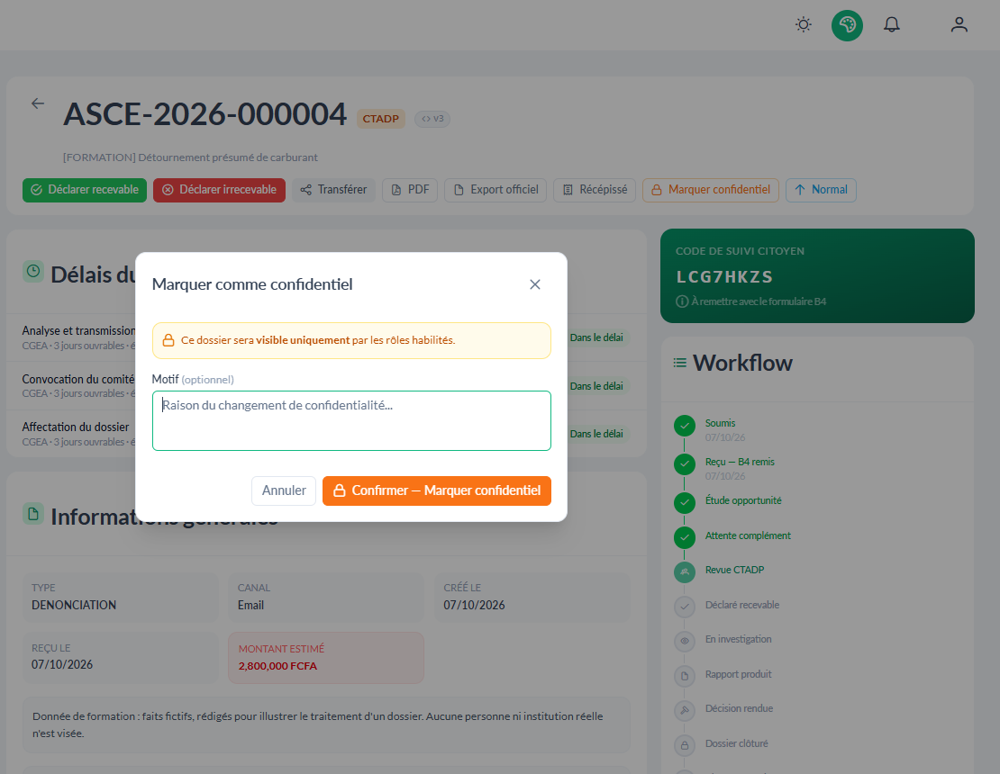 ASCE-2026-000004
CTADP
<> V3
[FORMATION] Détournement présumé de carburant
Déclarer recevable
Déclarer irrecevable
Transférer
PDF
Export officiel
Récépissé
Marquer confidentiel
Normal
Délais du
Analyse et transmission
CGEA • 3 jours ouvrables •
Dans le délai
Convocation du comité
CGEA • 3 jours ouvrables •
Dans le délai
Affectation du dossier
CGEA • 3 jours ouvrables •
Dans le délai
Marquer comme confidentiel
Ce dossier sera visible uniquement par les rôles habilités.
Motif (optionnel)
Raison du changement de confidentialité...
Annuler
Confirmer — Marquer confidentiel
Informations générales
TYPE
DENONCIATION
CANAL
Email
CRÉÉ LE
07/10/2026
REÇU LE
07/10/2026
MONTANT ESTIMÉ
2,800,000 FCFA
Donnée de formation : faits fictifs, rédigés pour illustrer le traitement d'un dossier. Aucune personne ni institution réelle
n'est visée.
CODE DE SUIVI CITOYEN
LCG7HKZS
À remettre avec le formulaire B4
Workflow
Soumis
07/10/26
Reçu — B4 remis
07/10/26
Étude opportunité
Attente complément
Revue CTADP
Déclaré recevable
En investigation
Rapport produit
Décision rendue
Dossier clôturé